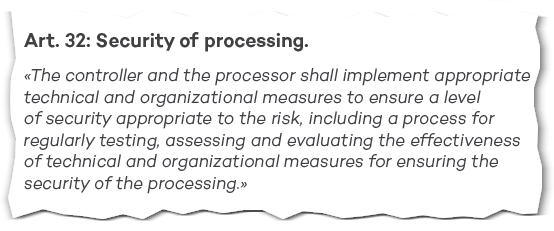 Art. 32: Security of processing.
«The controller and the processor shall implement appropriate
technical and organizational measures to ensure a level
of security appropriate to the risk, including a process for
regularly testing, assessing and evaluating the effectiveness
of technical and organizational measures for ensuring the
security of the processing.»